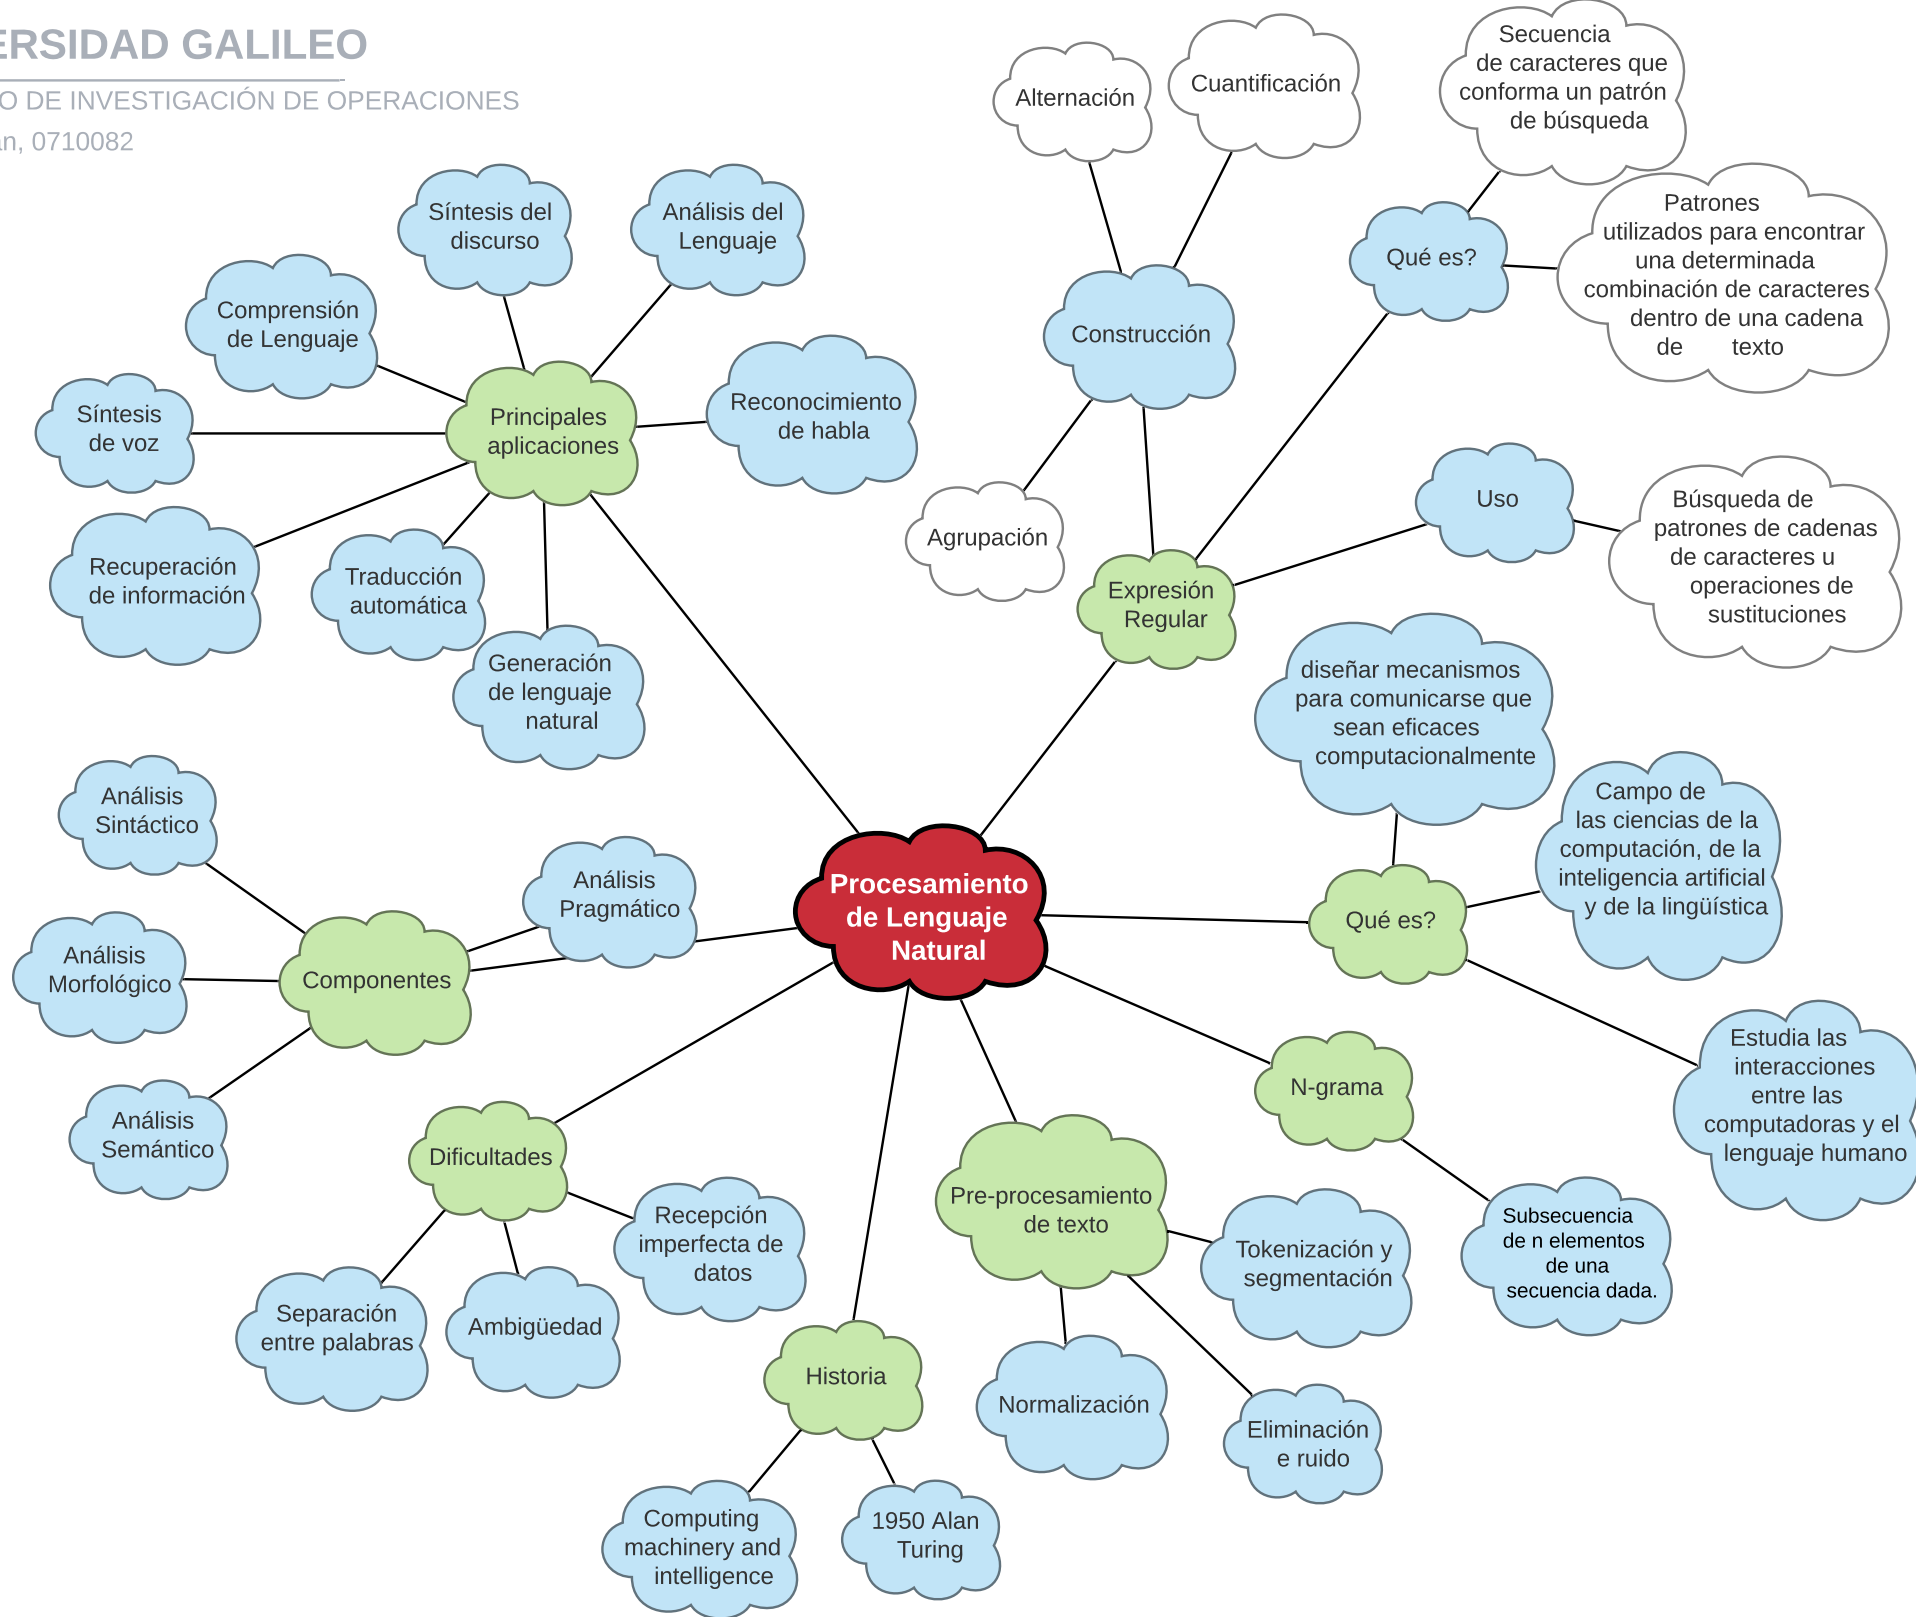 ERSIDAD GALILEO
O DE INVESTIGACIÓN DE OPERACIONES
án, 0710082
Síntesis del
discurso
Análisis del
Lenguaje
Comprensión
de Lenguaje
Síntesis
de voz
Principales
aplicaciones
Reconocimiento
de habla
Recuperación
de información
Traducción
automática
Generación
de lenguaje
natural
Alternación
Cuantificación
Secuencia
de caracteres que
conforma un patrón
de búsqueda
Qué es?
Patrones
utilizados para encontrar
una determinada
combinación de caracteres
dentro de una cadena
de texto
Construcción
Agrupación
Uso
Búsqueda de
patrones de cadenas
de caracteres u
operaciones de
sustituciones
Expresión
Regular
diseñar mecanismos
para comunicarse que
sean eficaces
computacionalmente
Campo de
las ciencias de la
computación, de la
inteligencia artificial
y de la lingüística
Qué es?
Estudia las
interacciones
entre las
computadoras y el
lenguaje humano
Procesamiento
de Lenguaje
Natural
Análisis
Sintáctico
Análisis
Pragmático
Análisis
Morfológico
Componentes
Análisis
Semántico
Dificultades
Recepción
imperfecta de
datos
Separación
entre palabras
Ambigüedad
N-grama
Subsecuencia
de n elementos
de una
secuencia dada.
Pre-procesamiento
de texto
Tokenización y
segmentación
Normalización
Eliminación
e ruido
Historia
Computing
machinery and
intelligence
1950 Alan
Turing